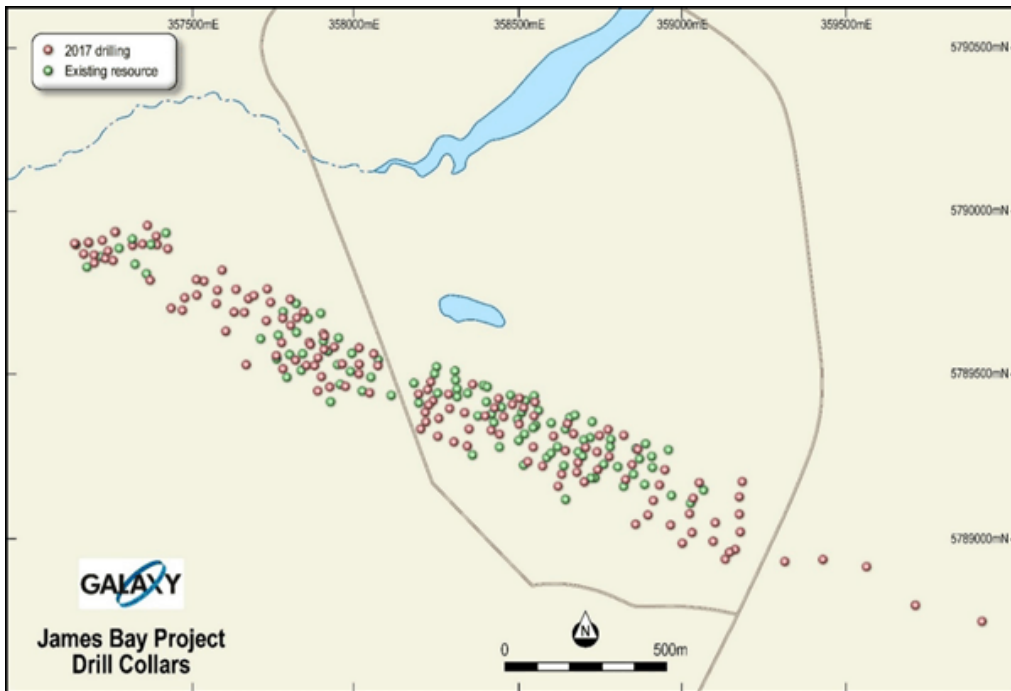 357500mE
358000mE
358500mE
359000mE
359500mE
2017 drilling
Existing resource
5790500mN
5790000mN
5789500mN
5789000mN
GALAXY
James Bay Project
Drill Collars
N
0
500m